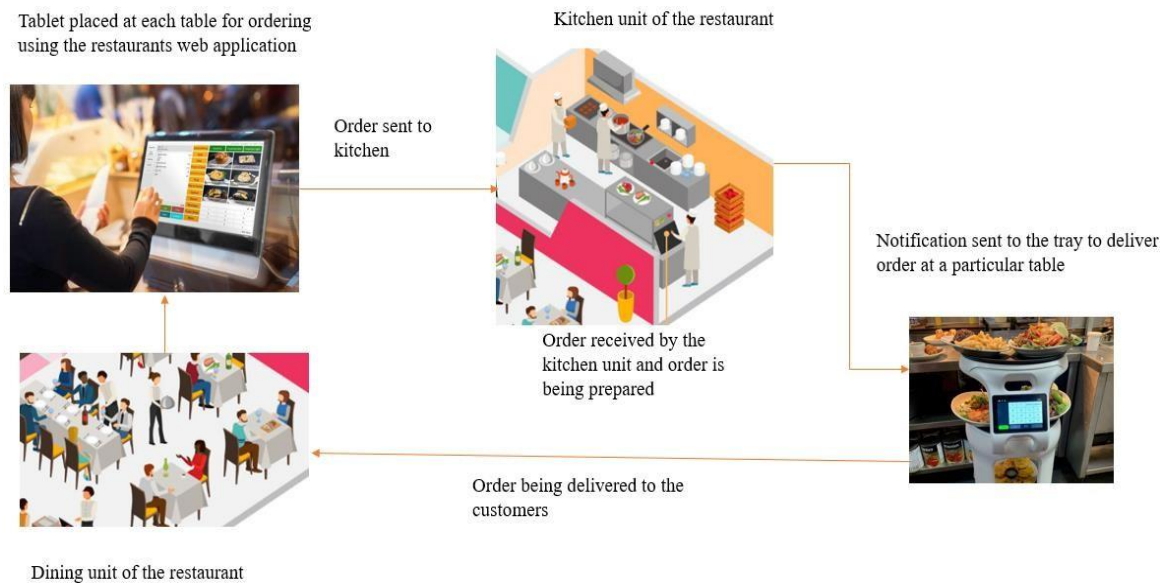 Tablet placed at each table for ordering
using the restaurants web application
Kitchen unit of the restaurant
Order sent to
kitchen
Notification sent to the tray to deliver
order at a particular table
Order received by the
kitchen unit and order is
being prepared
Order being delivered to the
customers
Dining unit of the restaurant